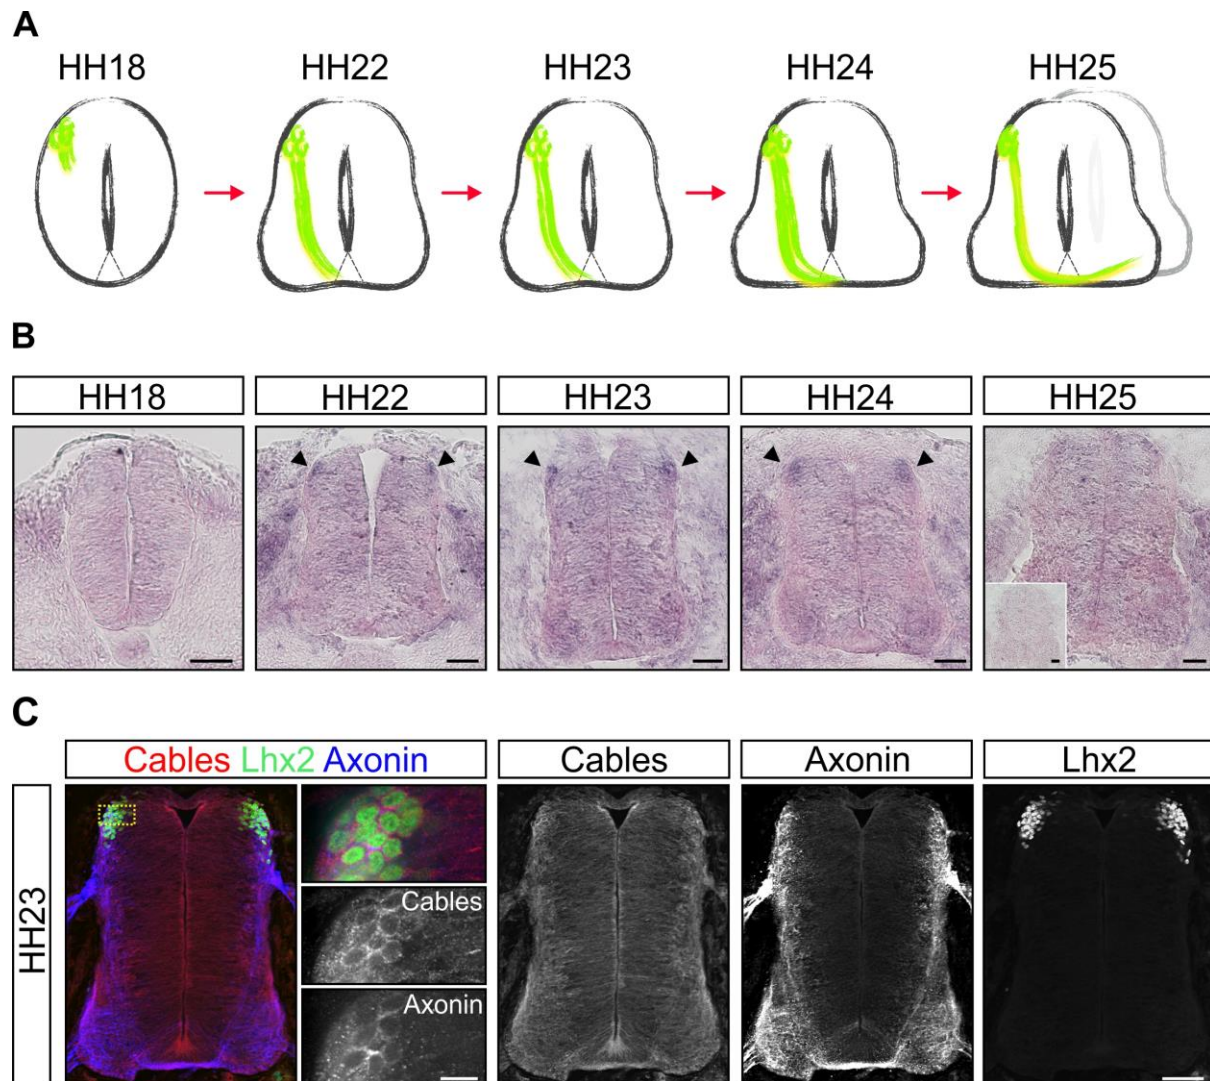 A
HH18 HH22 HH23 HH24 HH25
B
HH18 HH22 HH23 HH24 HH25
C
Cables Lhx2 Axonin Cables Axonin Lhx2
HH23
Cables
Axonin